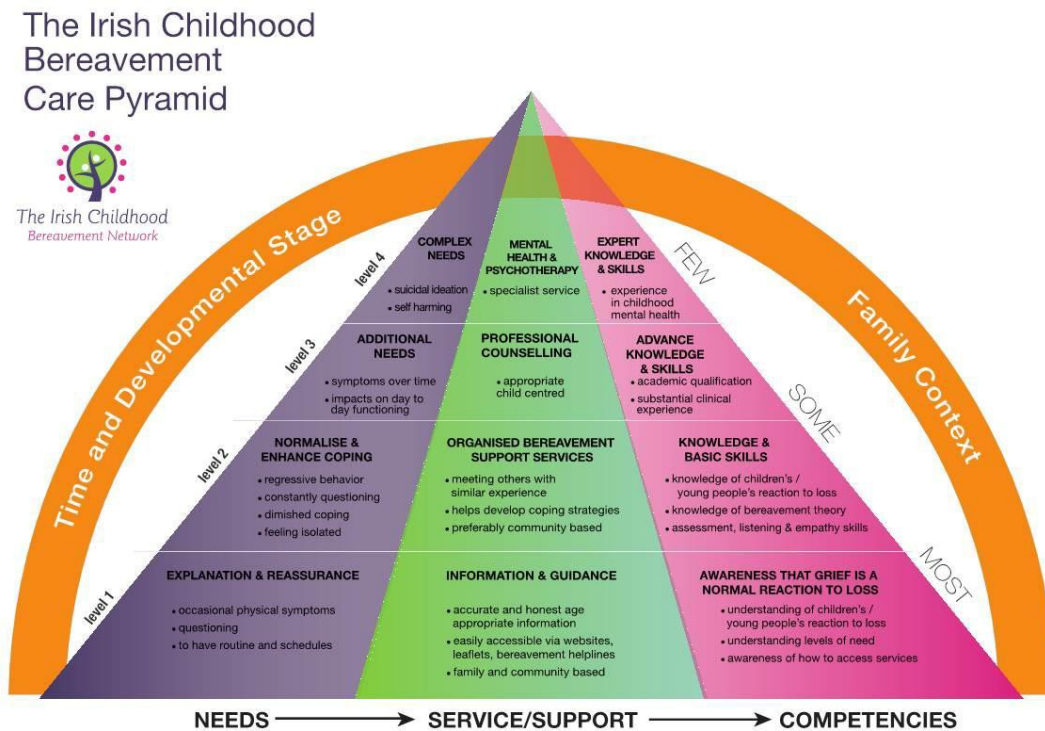 The Irish Childhood
Bereavement
Care Pyramid
The Irish Childhood
Bereavement Network
Time and Developmental Stage
Family Context
level 4
COMPLEX
NEEDS
• suicidal ideation
• self harming
MENTAL
HEALTH &
PSYCHOTHERAPY
• specialist service
EXPERT
KNOWLEDGE
& SKILLS
• experience
in childhood
mental health
FEW
level 3
ADDITIONAL
NEEDS
• symptoms over time
• impacts on day to
day functioning
PROFESSIONAL
COUNSELLING
• appropriate
child centred
ADVANCE
KNOWLEDGE
& SKILLS
• academic qualification
• substantial clinical
experience
SOME
level 2
NORMALISE &
ENHANCE COPING
• regressive behavior
• constantly questioning
• dimished coping
• feeling isolated
ORGANISED BEREAVEMENT
SUPPORT SERVICES
• meeting others with
similar experience
• helps develop coping strategies
• preferably community based
KNOWLEDGE &
BASIC SKILLS
• knowledge of children's /
young people's reaction to loss
• knowledge of bereavement theory
• assessment, listening & empathy skills
MOST
level 1
EXPLANATION & REASSURANCE
• occasional physical symptoms
• questioning
• to have routine and schedules
INFORMATION & GUIDANCE
• accurate and honest age
appropriate information
• easily accessible via websites,
leaflets, bereavement helplines
• family and community based
AWARENESS THAT GRIEF IS A
NORMAL REACTION TO LOSS
• understanding of children's /
young people's reaction to loss
• understanding levels of need
• awareness of how to access services
NEEDS → SERVICE/SUPPORT → COMPETENCIES